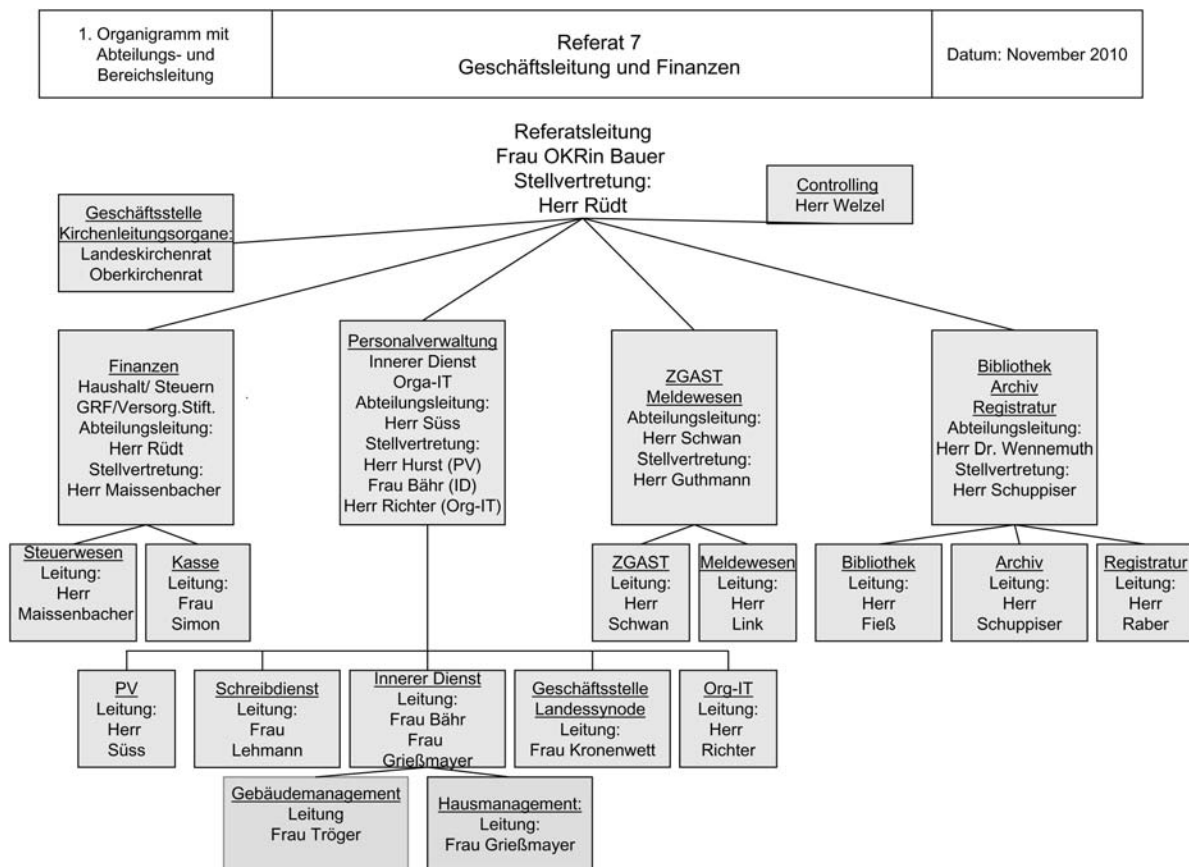 1. Organigramm mit
Abteilungs- und
Bereichsleitung
Referat 7
Geschäftsleitung und Finanzen
Datum: November 2010
Referatsleitung
Frau OKRin Bauer
Stellvertretung:
Herr Rüdt
Controlling
Herr Welzel
Geschäftsstelle
Kirchenleitungsorgane:
Landeskirchenrat
Oberkirchenrat
Finanzen
Haushalt/ Steuern
GRF/Versorg.Stift.
Abteilungsleitung:
Herr Rüdt
Stellvertretung:
Herr Maissenbacher
Personalverwaltung
Innerer Dienst
Orga-IT
Abteilungsleitung:
Herr Süss
Stellvertretung:
Herr Hurst (PV)
Frau Bähr (ID)
Herr Richter (Org-IT)
ZGAST
Meldewesen
Abteilungsleitung:
Herr Schwan
Stellvertretung:
Herr Guthmann
Bibliothek
Archiv
Registratur
Abteilungsleitung:
Herr Dr. Wennemuth
Stellvertretung:
Herr Schuppiser
Steuerwesen
Leitung:
Herr
Maissenbacher
Kasse
Leitung:
Frau
Simon
ZGAST
Leitung:
Herr
Schwan
Meldewesen
Leitung:
Herr
Link
Bibliothek
Leitung:
Herr
Fieß
Archiv
Leitung:
Herr
Schuppiser
Registratur
Leitung:
Herr
Raber
PV
Leitung:
Herr
Süss
Schreibdienst
Leitung:
Frau
Lehmann
Innerer Dienst
Leitung:
Frau Bähr
Frau
Grießmayer
Geschäftsstelle
Landessynode
Leitung:
Frau Kronenwett
Org-IT
Leitung:
Herr
Richter
Gebäudemanagement
Leitung
Frau Tröger
Hausmanagement:
Leitung:
Frau Grießmayer